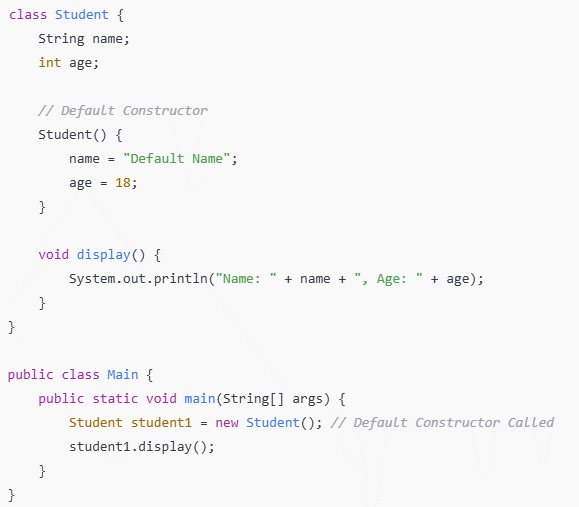 class Student {
    String name;
    int age;

    // Default Constructor
    Student() {
        name = "Default Name";
        age = 18;
    }

    void display() {
        System.out.println("Name: " + name + ", Age: " + age);
    }
}

public class Main {
    public static void main(String[] args) {
        Student student1 = new Student(); // Default Constructor Called
        student1.display();
    }
}